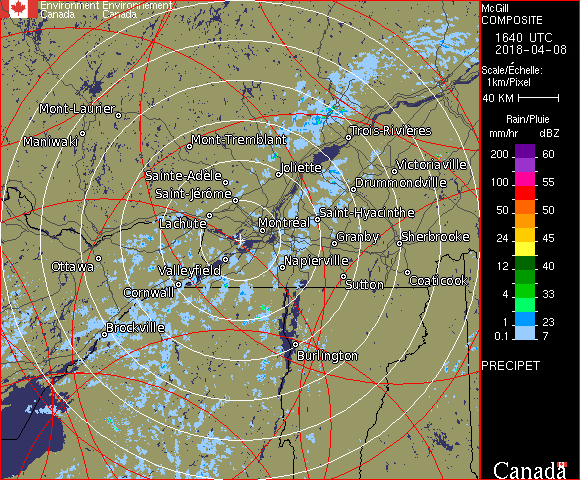 Environment Environnement
Canada Canada
McGill
COMPOSITE
1640 UTC
2018-04-08
Scale/Échelle:
1km/Pixel
40 KM
Rain/Pluie
mm/hr dBZ
200 60
100 55
50 50
24 45
12 40
4 33
1 23
0.1 7
PRECIPET
Canada
Mont-Laurier
Maniwaki
Mont-Tremblant
Trois-Rivières
Joliette
Victoriaville
Sainte-Adèle
Drummondville
Saint-Jérôme
Saint-Hyacinthe
Lachute
Montréal
Granby
Sherbrooke
Ottawa
Valleyfield
Napierville
Cornwall
Sutton
Coaticook
Brockville
Burlington